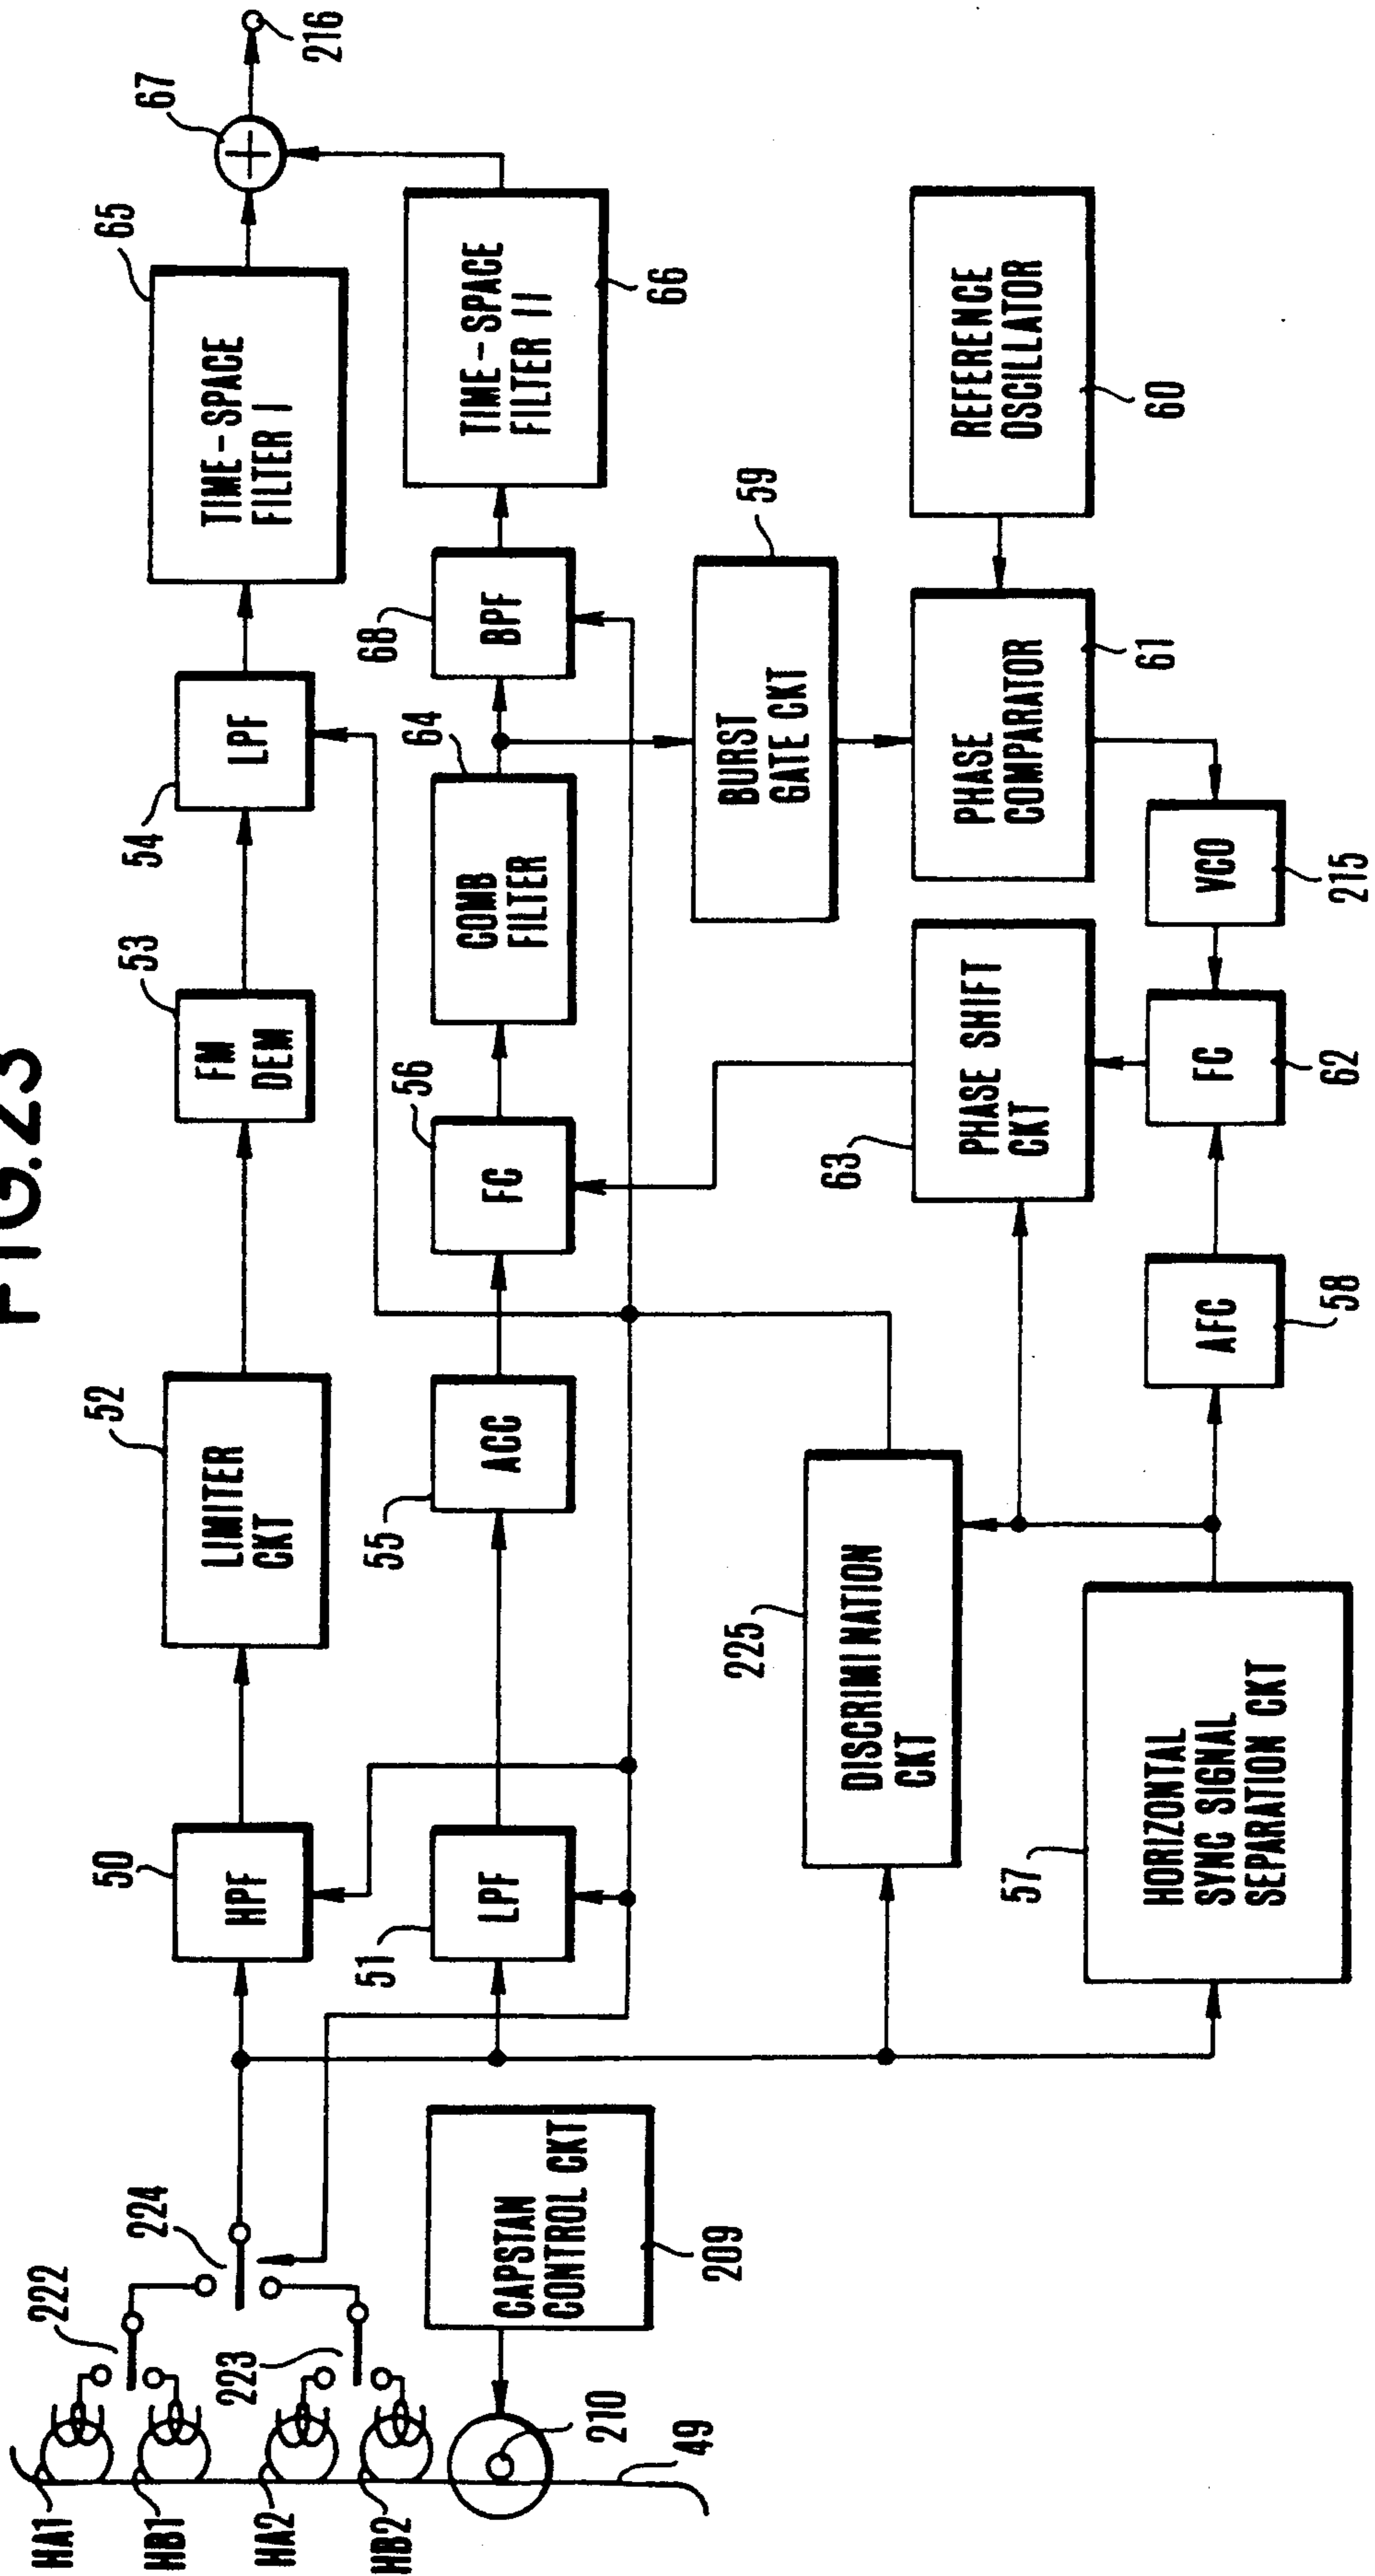 FIG.23
HA1
HB1
HA2
HB2
222
223
224
210
49
CAPSTAN
CONTROL CKT
209
50
HPF
51
LPF
52
LIMITER
CKT
55
ACC
53
FM
DEM
56
FC
54
LPF
64
COMB
FILTER
68
BPF
65
TIME-SPACE
FILTER I
TIME-SPACE
FILTER II
66
67
216
225
DISCRIMINATION
CKT
57
HORIZONTAL
SYNC SIGNAL
SEPARATION CKT
AFC
58
63
PHASE SHIFT
CKT
FC
62
BURST
GATE CKT
59
PHASE
COMPARATOR
61
VCO
215
REFERENCE
OSCILLATOR
60